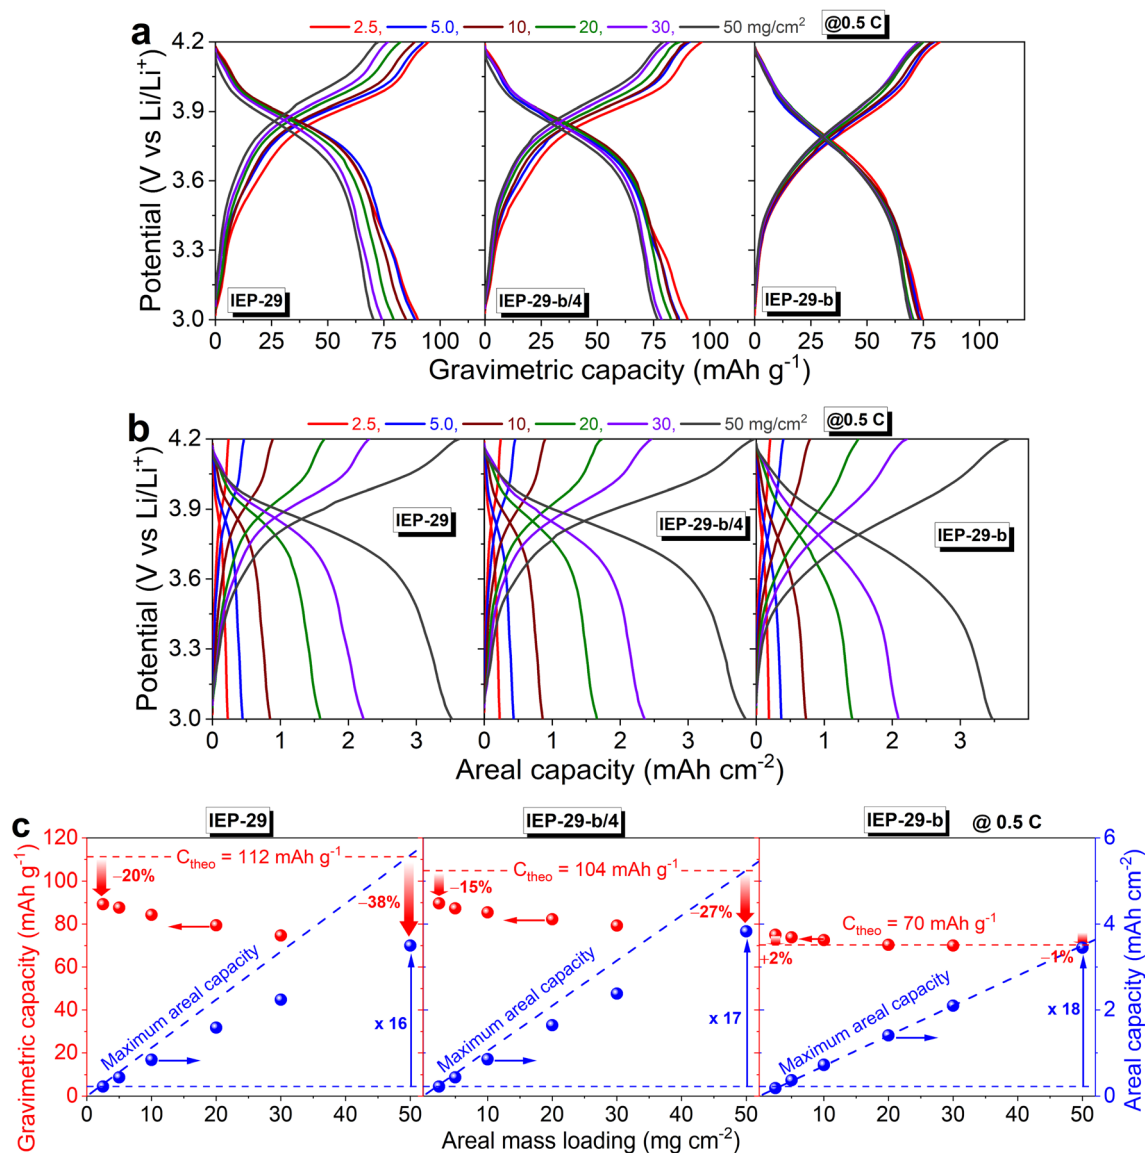 a
2.5, 5.0, 10, 20, 30, 50 mg/cm² @0.5 C
Potential (V vs Li/Li⁺)
4.2
3.9
3.6
3.3
3.0
IEP-29
IEP-29-b/4
IEP-29-b
0 25 50 75 100 0 25 50 75 100 0 25 50 75 100
Gravimetric capacity (mAh g⁻¹)
b
2.5, 5.0, 10, 20, 30, 50 mg/cm² @0.5 C
Potential (V vs Li/Li⁺)
4.2
3.9
3.6
3.3
3.0
IEP-29
IEP-29-b/4
IEP-29-b
0 1 2 3 0 1 2 3 0 1 2 3
Areal capacity (mAh cm⁻²)
c
IEP-29
IEP-29-b/4
IEP-29-b
@ 0.5 C
Gravimetric capacity (mAh g⁻¹)
120
100
80
60
40
20
0
C_theo = 112 mAh g⁻¹
−20%
−38%
Maximum areal capacity
x 16
C_theo = 104 mAh g⁻¹
−15%
−27%
Maximum areal capacity
x 17
C_theo = 70 mAh g⁻¹
+2%
−1%
Maximum areal capacity
x 18
6
4
2
0
Areal capacity (mAh cm⁻²)
0 10 20 30 40 50 10 20 30 40 50 0 10 20 30 40 50
Areal mass loading (mg cm⁻²)